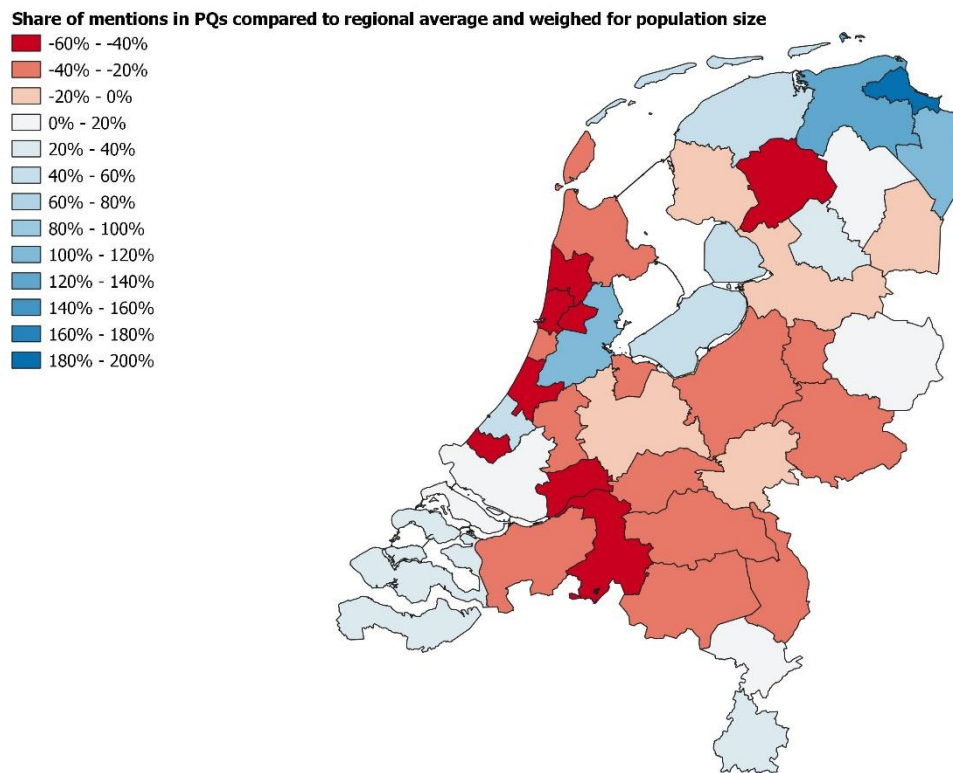 Share of mentions in PQs compared to regional average and weighed for population size
-60% - -40%
-40% - -20%
-20% - 0%
0% - 20%
20% - 40%
40% - 60%
60% - 80%
80% - 100%
100% - 120%
120% - 140%
140% - 160%
160% - 180%
180% - 200%